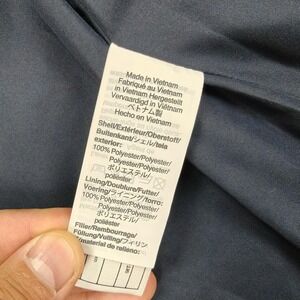 Made in Vietnam
Fabriqué au Vietnam
in Vietnam Hergestellt
Vervaardigd in Vietnam
ベトナム製
Hecho en Vietnam
Shell/Extérieur/Oberstoff/
Buitenkant/シェル/tela
exterior:
100% Polyester/Polyester/
Polyester/Polyester/
ポリエステル/
poliéster
Lining/Doublure/Futter/
Voering/ライニング/forro:
100% Polyester/Polyester/
Polyester/Polyester/
ポリエステル/
poliéster
Filler/Rembourrage/
Füllung/Vulling/フィリン
material de relleno: